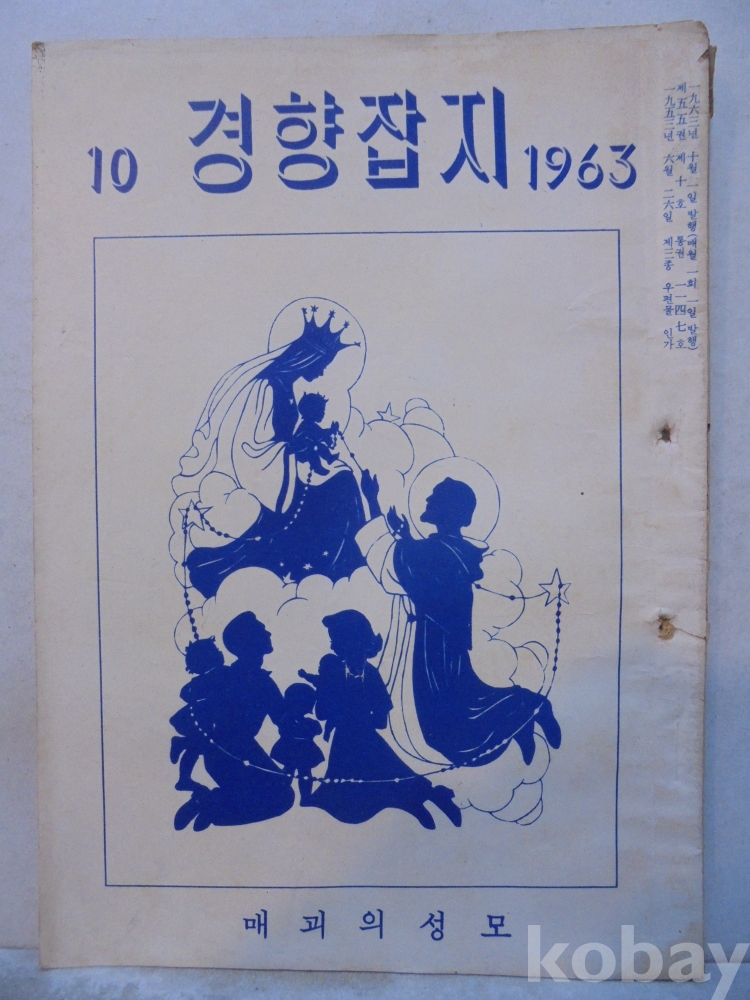 10 경향잡지 1963
一九六三년 十월 一일 발행(매월 一회 一일 발행)
제五五권 제十호 통권 一一四七호
一九五三년 六월 二六일 제三종 우편물 인가
매괴의성모
kobay